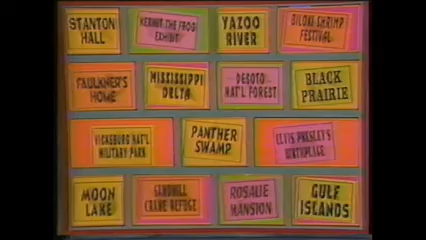 STANTON
HALL
KERMIT THE FROG
EXHIBIT
YAZOO
RIVER
BILOXI SHRIMP
FESTIVAL
FAULKNER'S
HOME
MISSISSIPPI
DELTA
DESOTO
NAT'L FOREST
BLACK
PRAIRIE
VICKSBURG NAT'L
MILITARY PARK
PANTHER
SWAMP
ELVIS PRESLEY'S
BIRTHPLACE
MOON
LAKE
SANDHILL
CRANE REFUGE
ROSALIE
MANSION
GULF
ISLANDS